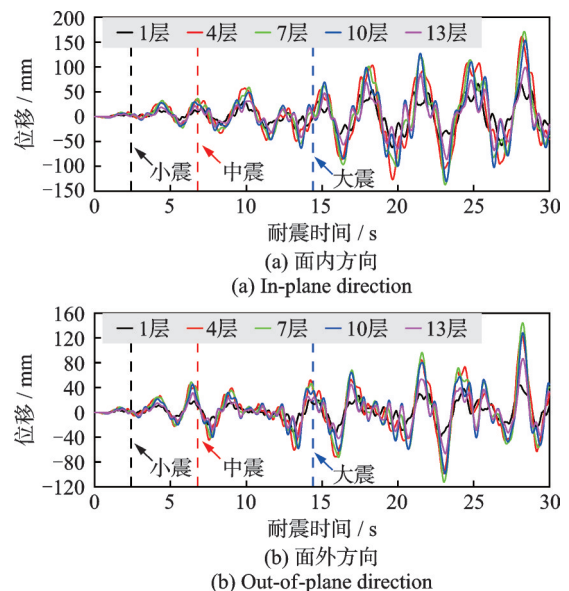 200
150
100
50
0
−50
−100
−150
位移 / mm
1层 4层 7层 10层 13层
小震 中震 大震
0 5 10 15 20 25 30
耐震时间 / s
(a) 面内方向
(a) In-plane direction
160
120
80
40
0
−40
−80
−120
位移 / mm
1层 4层 7层 10层 13层
小震 中震 大震
0 5 10 15 20 25 30
耐震时间 / s
(b) 面外方向
(b) Out-of-plane direction